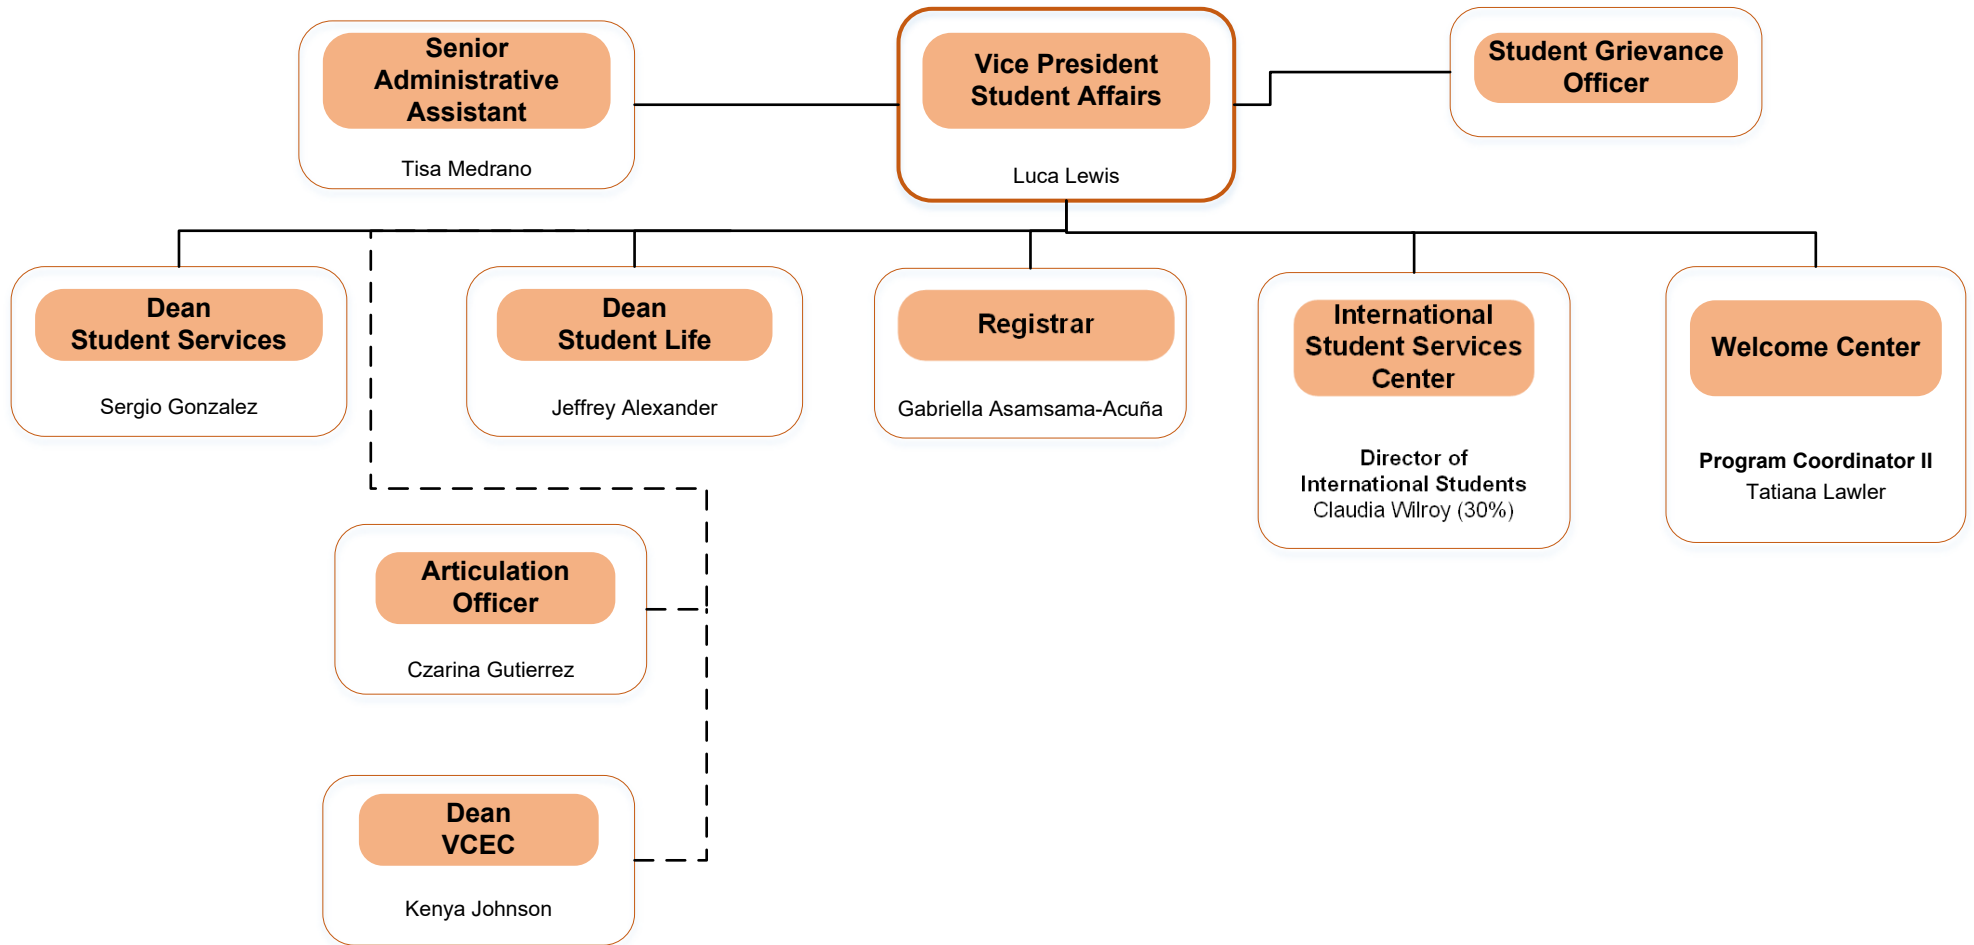 Senior
Administrative
Assistant
Tisa Medrano
Vice President
Student Affairs
Luca Lewis
Student Grievance
Officer
Dean
Student Services
Sergio Gonzalez
Dean
Student Life
Jeffrey Alexander
Registrar
Gabriella Asamsama-Acuña
International
Student Services
Center
Director of
International Students
Claudia Wilroy (30%)
Welcome Center
Program Coordinator II
Tatiana Lawler
Articulation
Officer
Czarina Gutierrez
Dean
VCEC
Kenya Johnson